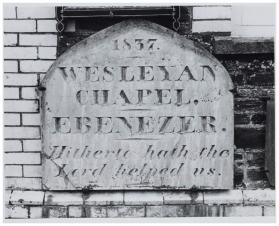 1837.
WESLEYAN
CHAPEL.
EBENEZER.
Hitherto hath the
Lord helped us.